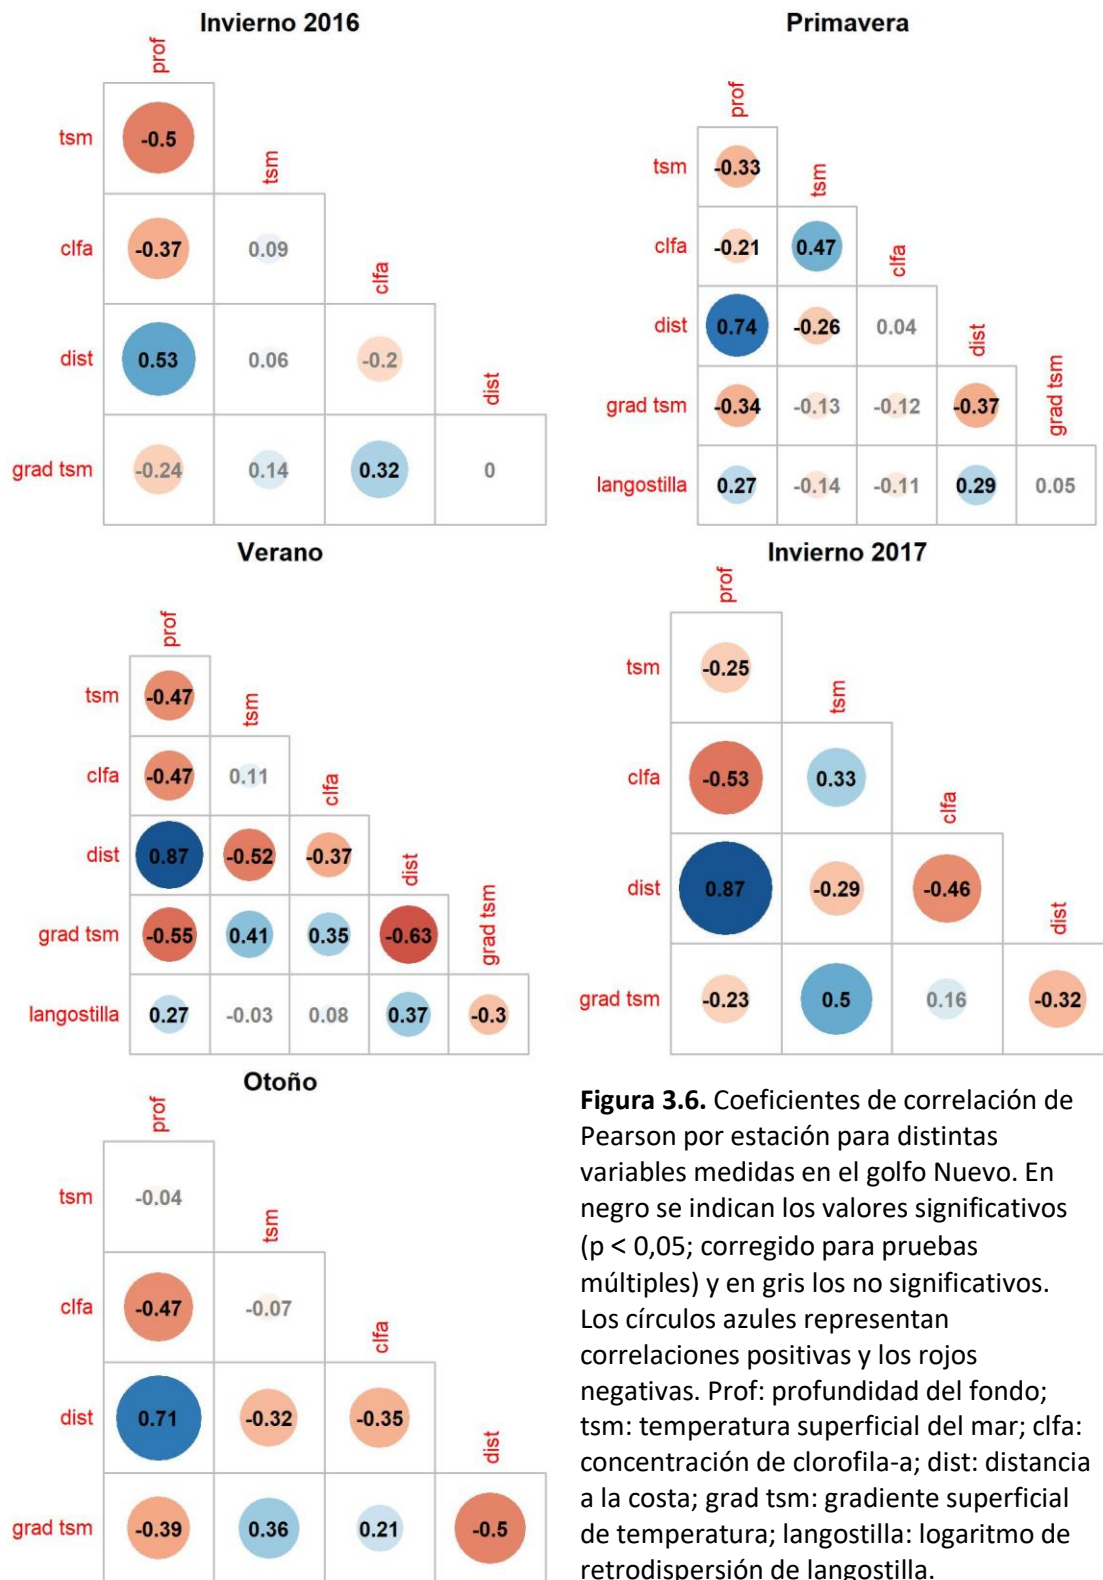 Invierno 2016
prof
tsm -0.5 tsm
clfa -0.37 0.09 clfa
dist 0.53 0.06 -0.2 dist
grad tsm -0.24 0.14 0.32 0
Primavera
prof
tsm -0.33 tsm
clfa -0.21 0.47 clfa
dist 0.74 -0.26 0.04 dist
grad tsm -0.34 -0.13 -0.12 -0.37 grad tsm
langostilla 0.27 -0.14 -0.11 0.29 0.05
Verano
prof
tsm -0.47 tsm
clfa -0.47 0.11 clfa
dist 0.87 -0.52 -0.37 dist
grad tsm -0.55 0.41 0.35 -0.63 grad tsm
langostilla 0.27 -0.03 0.08 0.37 -0.3
Invierno 2017
prof
tsm -0.25 tsm
clfa -0.53 0.33 clfa
dist 0.87 -0.29 -0.46 dist
grad tsm -0.23 0.5 0.16 -0.32
Otoño
prof
tsm -0.04 tsm
clfa -0.47 -0.07 clfa
dist 0.71 -0.32 -0.35 dist
grad tsm -0.39 0.36 0.21 -0.5
Figura 3.6. Coeficientes de correlación de
Pearson por estación para distintas
variables medidas en el golfo Nuevo. En
negro se indican los valores significativos
(p < 0,05; corregido para pruebas
múltiples) y en gris los no significativos.
Los círculos azules representan
correlaciones positivas y los rojos
negativas. Prof: profundidad del fondo;
tsm: temperatura superficial del mar; clfa:
concentración de clorofila-a; dist: distancia
a la costa; grad tsm: gradiente superficial
de temperatura; langostilla: logaritmo de
retrodispersión de langostilla.